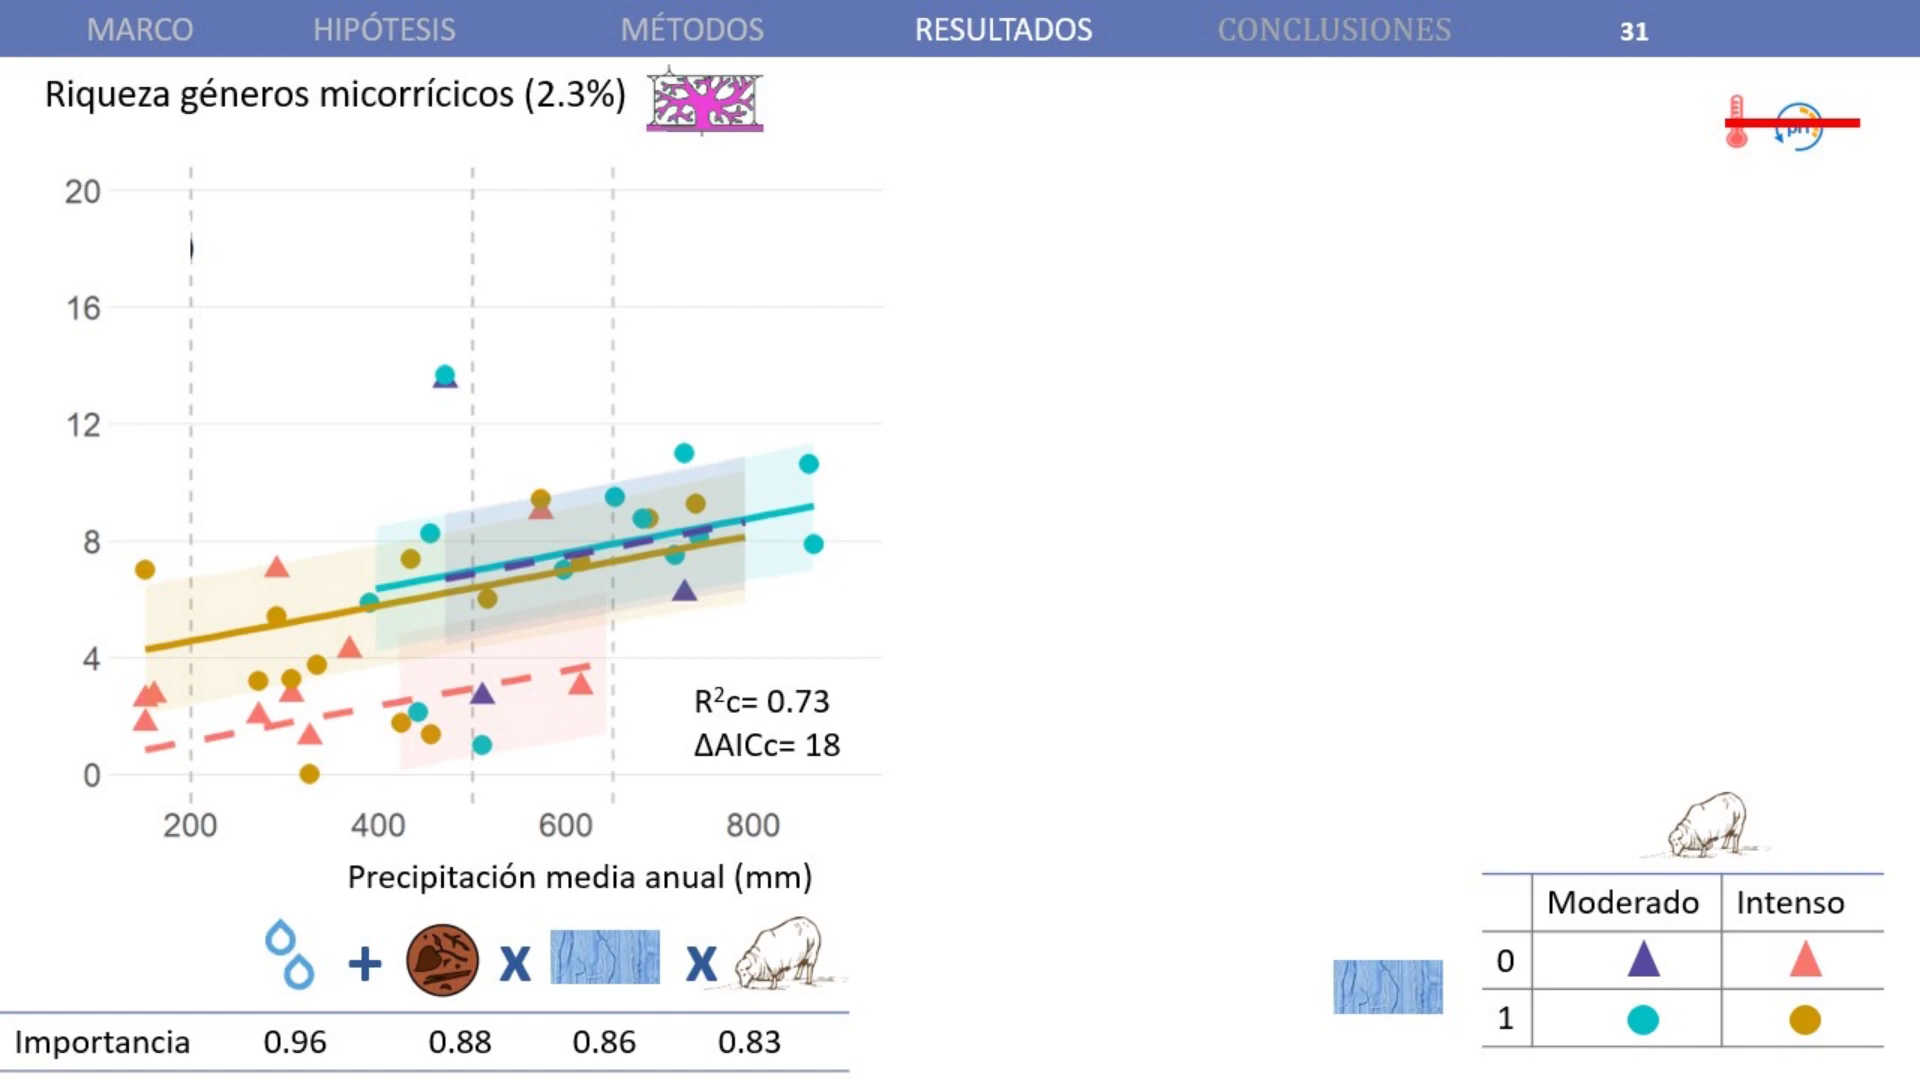 MARCO HIPÓTESIS MÉTODOS RESULTADOS CONCLUSIONES 31
Riqueza géneros micorrícicos (2.3%)
pH
20
16
12
8
4
0
R²c= 0.73
ΔAICc= 18
200 400 600 800
Precipitación media anual (mm)
+ X X
Importancia 0.96 0.88 0.86 0.83
Moderado Intenso
0
1